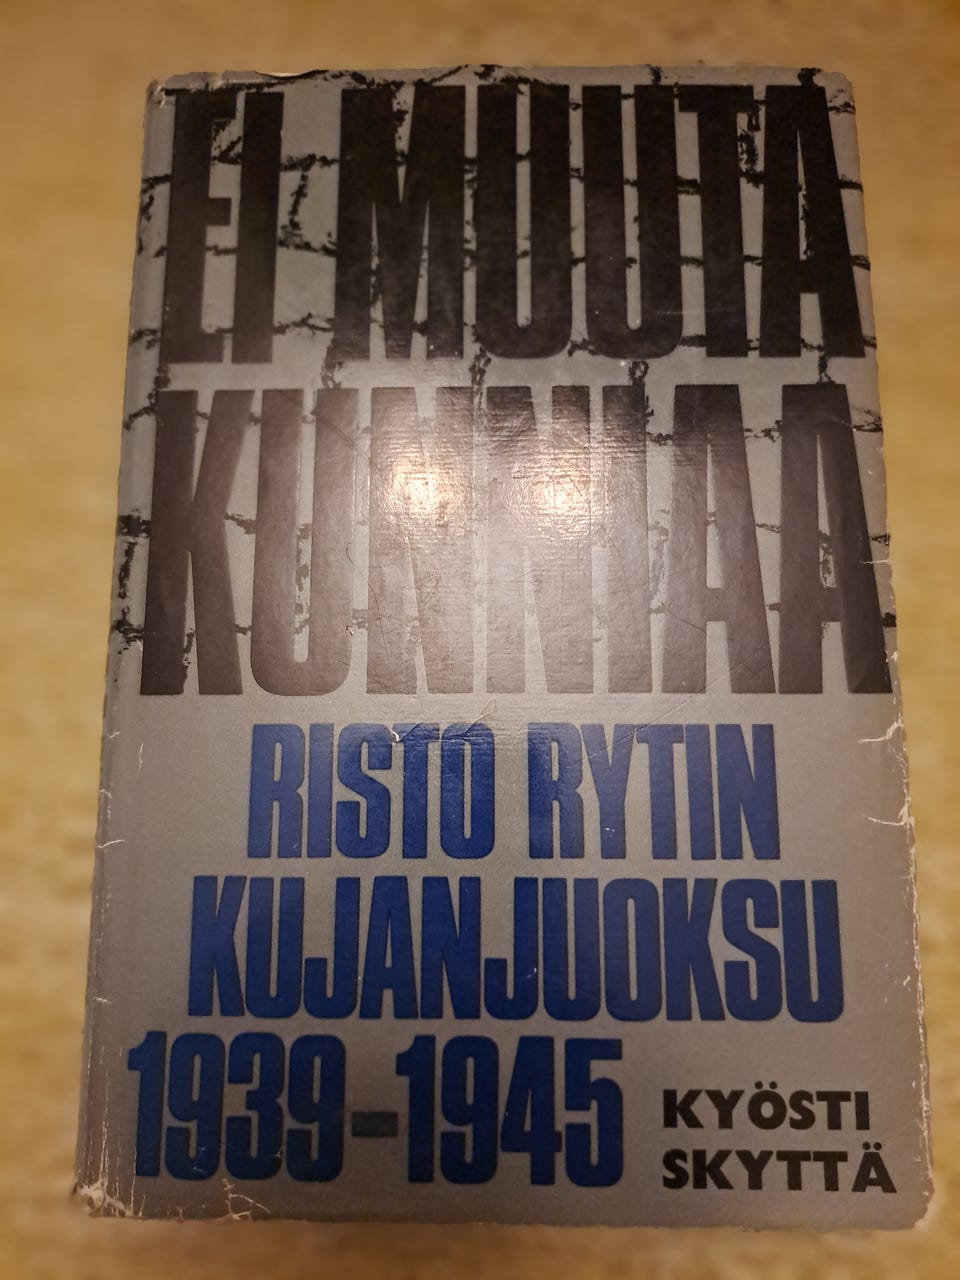 EI MUUTA
KUNNIAA
RISTO RYTIN
KUJANJUOKSU
1939-1945
KYÖSTI
SKYTTÄ